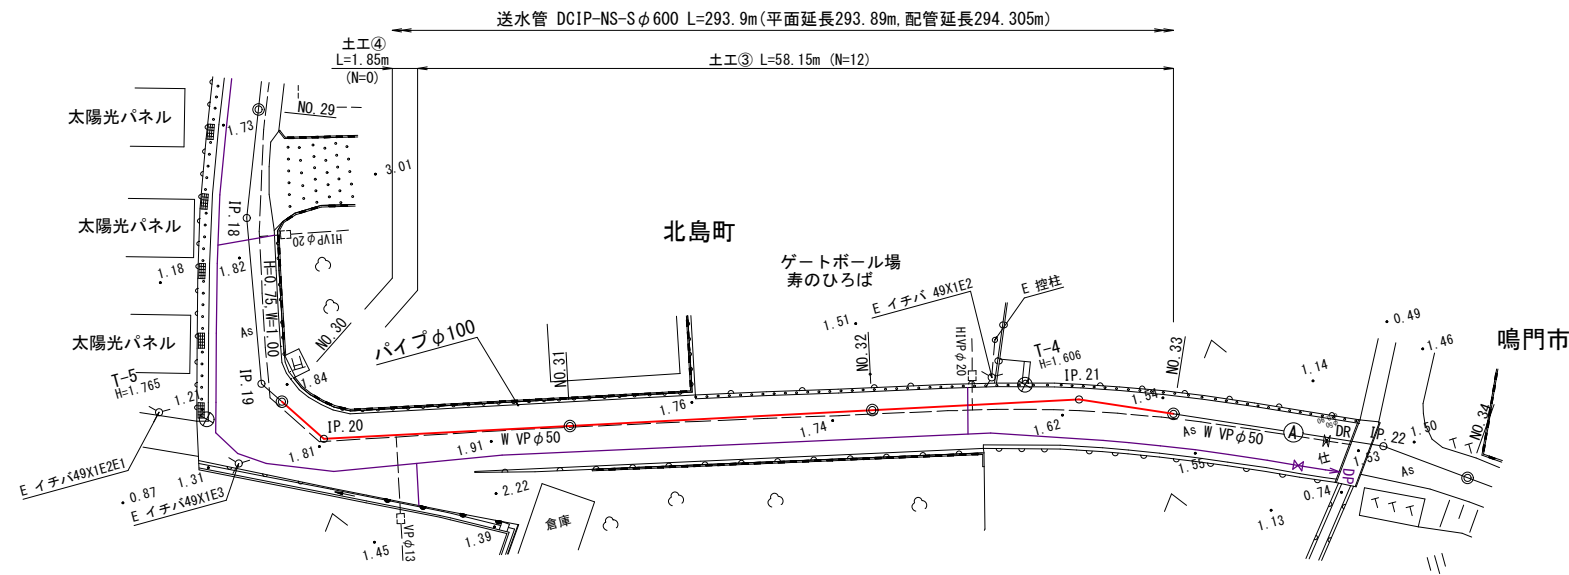 送水管 DCIP-NS-Sφ600 L=293.9m(平面延長293.89m,配管延長294.305m)
土工④
L=1.85m
(N=0)
土工③ L=58.15m (N=12)
太陽光パネル
1.73
NO.29
3.01
太陽光パネル
IP.18
HIVPφ20
北島町
1.18
1.82
H=0.75,W=1.00
ゲートボール場
寿のひろば
E イチバ 49X1E2
E 控柱
太陽光パネル
As
NO.30
パイプφ100
1.51
NO.32
HIVPφ20
T-4
H=1.606
NO.33
0.49
1.46
鳴門市
1.14
T-5
H=1.765
1.21
IP.19
1.84
NO.31
IP.21
1.76
1.54
IP.20
W VPφ50
1.74
1.62
As
W VPφ50
A
DR
IP.22
1.50
NO.34
仕
1.81
1.91
1.55
1.53
As
DP
E イチバ49X1E2E1
0.87
1.31
E イチバ49X1E3
2.22
倉庫
0.74
1.13
VPφ13
1.45
1.39